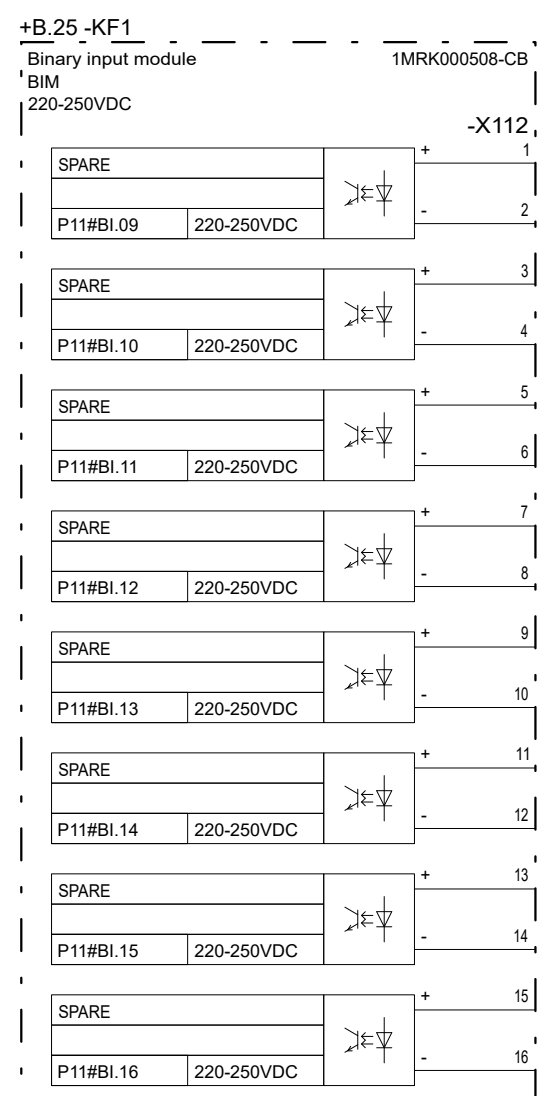 +B.25 -KF1
Binary input module 1MRK000508-CB
BIM
220-250VDC
-X112
+ 1
SPARE
- 2
P11#BI.09 220-250VDC
+ 3
SPARE
- 4
P11#BI.10 220-250VDC
+ 5
SPARE
- 6
P11#BI.11 220-250VDC
+ 7
SPARE
- 8
P11#BI.12 220-250VDC
+ 9
SPARE
- 10
P11#BI.13 220-250VDC
+ 11
SPARE
- 12
P11#BI.14 220-250VDC
+ 13
SPARE
- 14
P11#BI.15 220-250VDC
+ 15
SPARE
- 16
P11#BI.16 220-250VDC